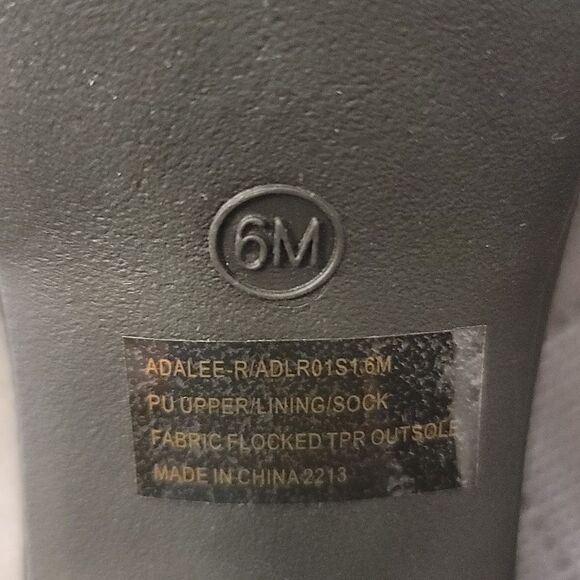 6M
ADALEE-R/ADLR01S1.6M
PU UPPER/LINING/SOCK
FABRIC FLOCKED TPR OUTSOLE
MADE IN CHINA 2213